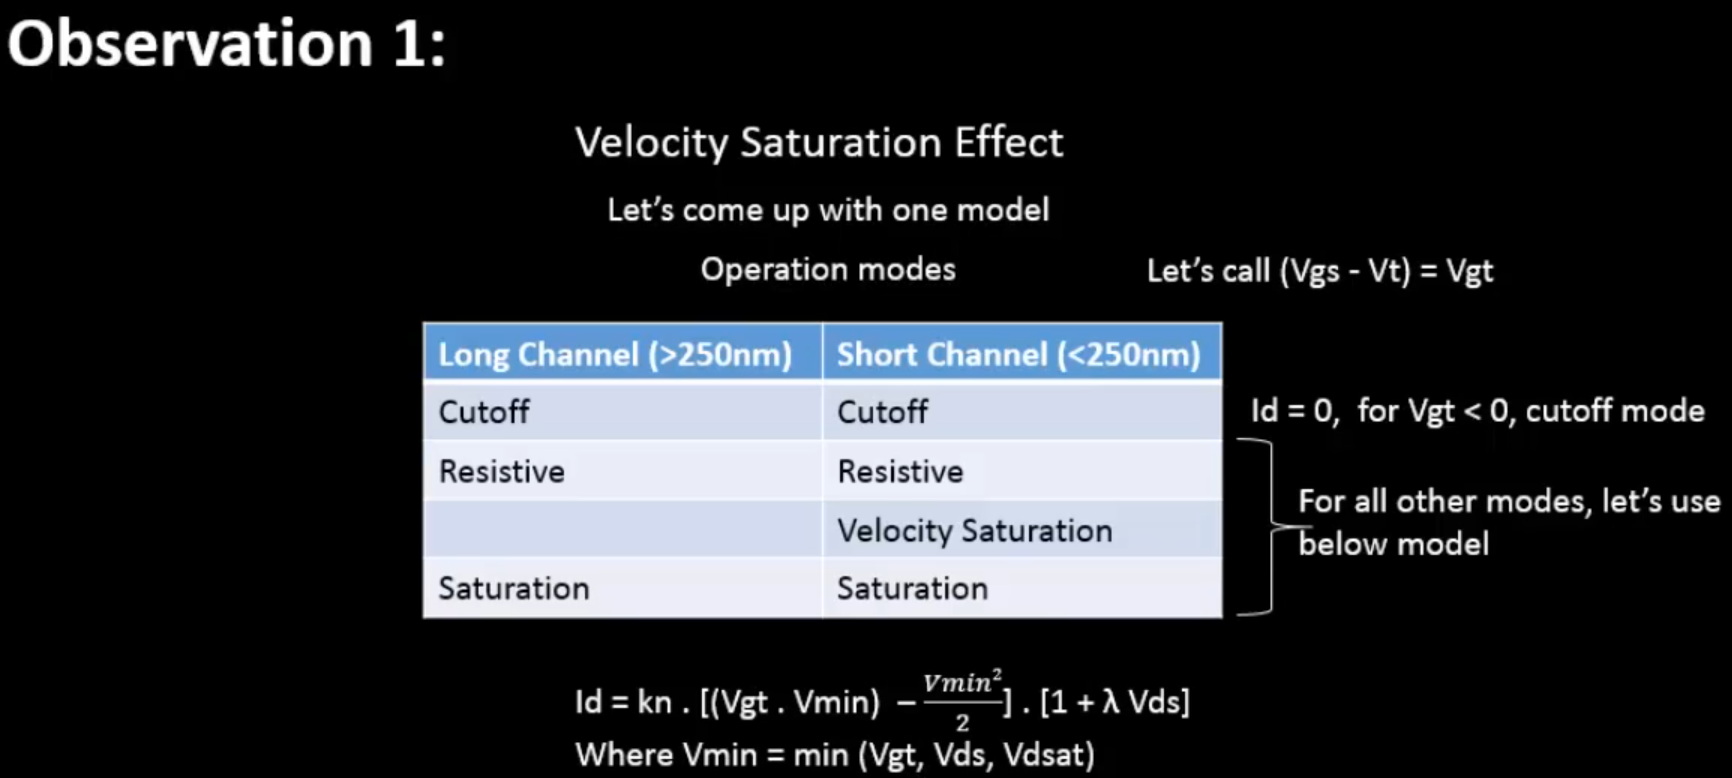 Observation 1:
Velocity Saturation Effect
Let's come up with one model
Operation modes
Let's call (Vgs - Vt) = Vgt
Long Channel (>250nm) Short Channel (<250nm)
Cutoff Cutoff
Id = 0, for Vgt < 0, cutoff mode
Resistive Resistive
Velocity Saturation
Saturation Saturation
For all other modes, let's use
below model
Id = kn . [(Vgt . Vmin) – Vmin²/2] . [1 + λ Vds]
Where Vmin = min (Vgt, Vds, Vdsat)